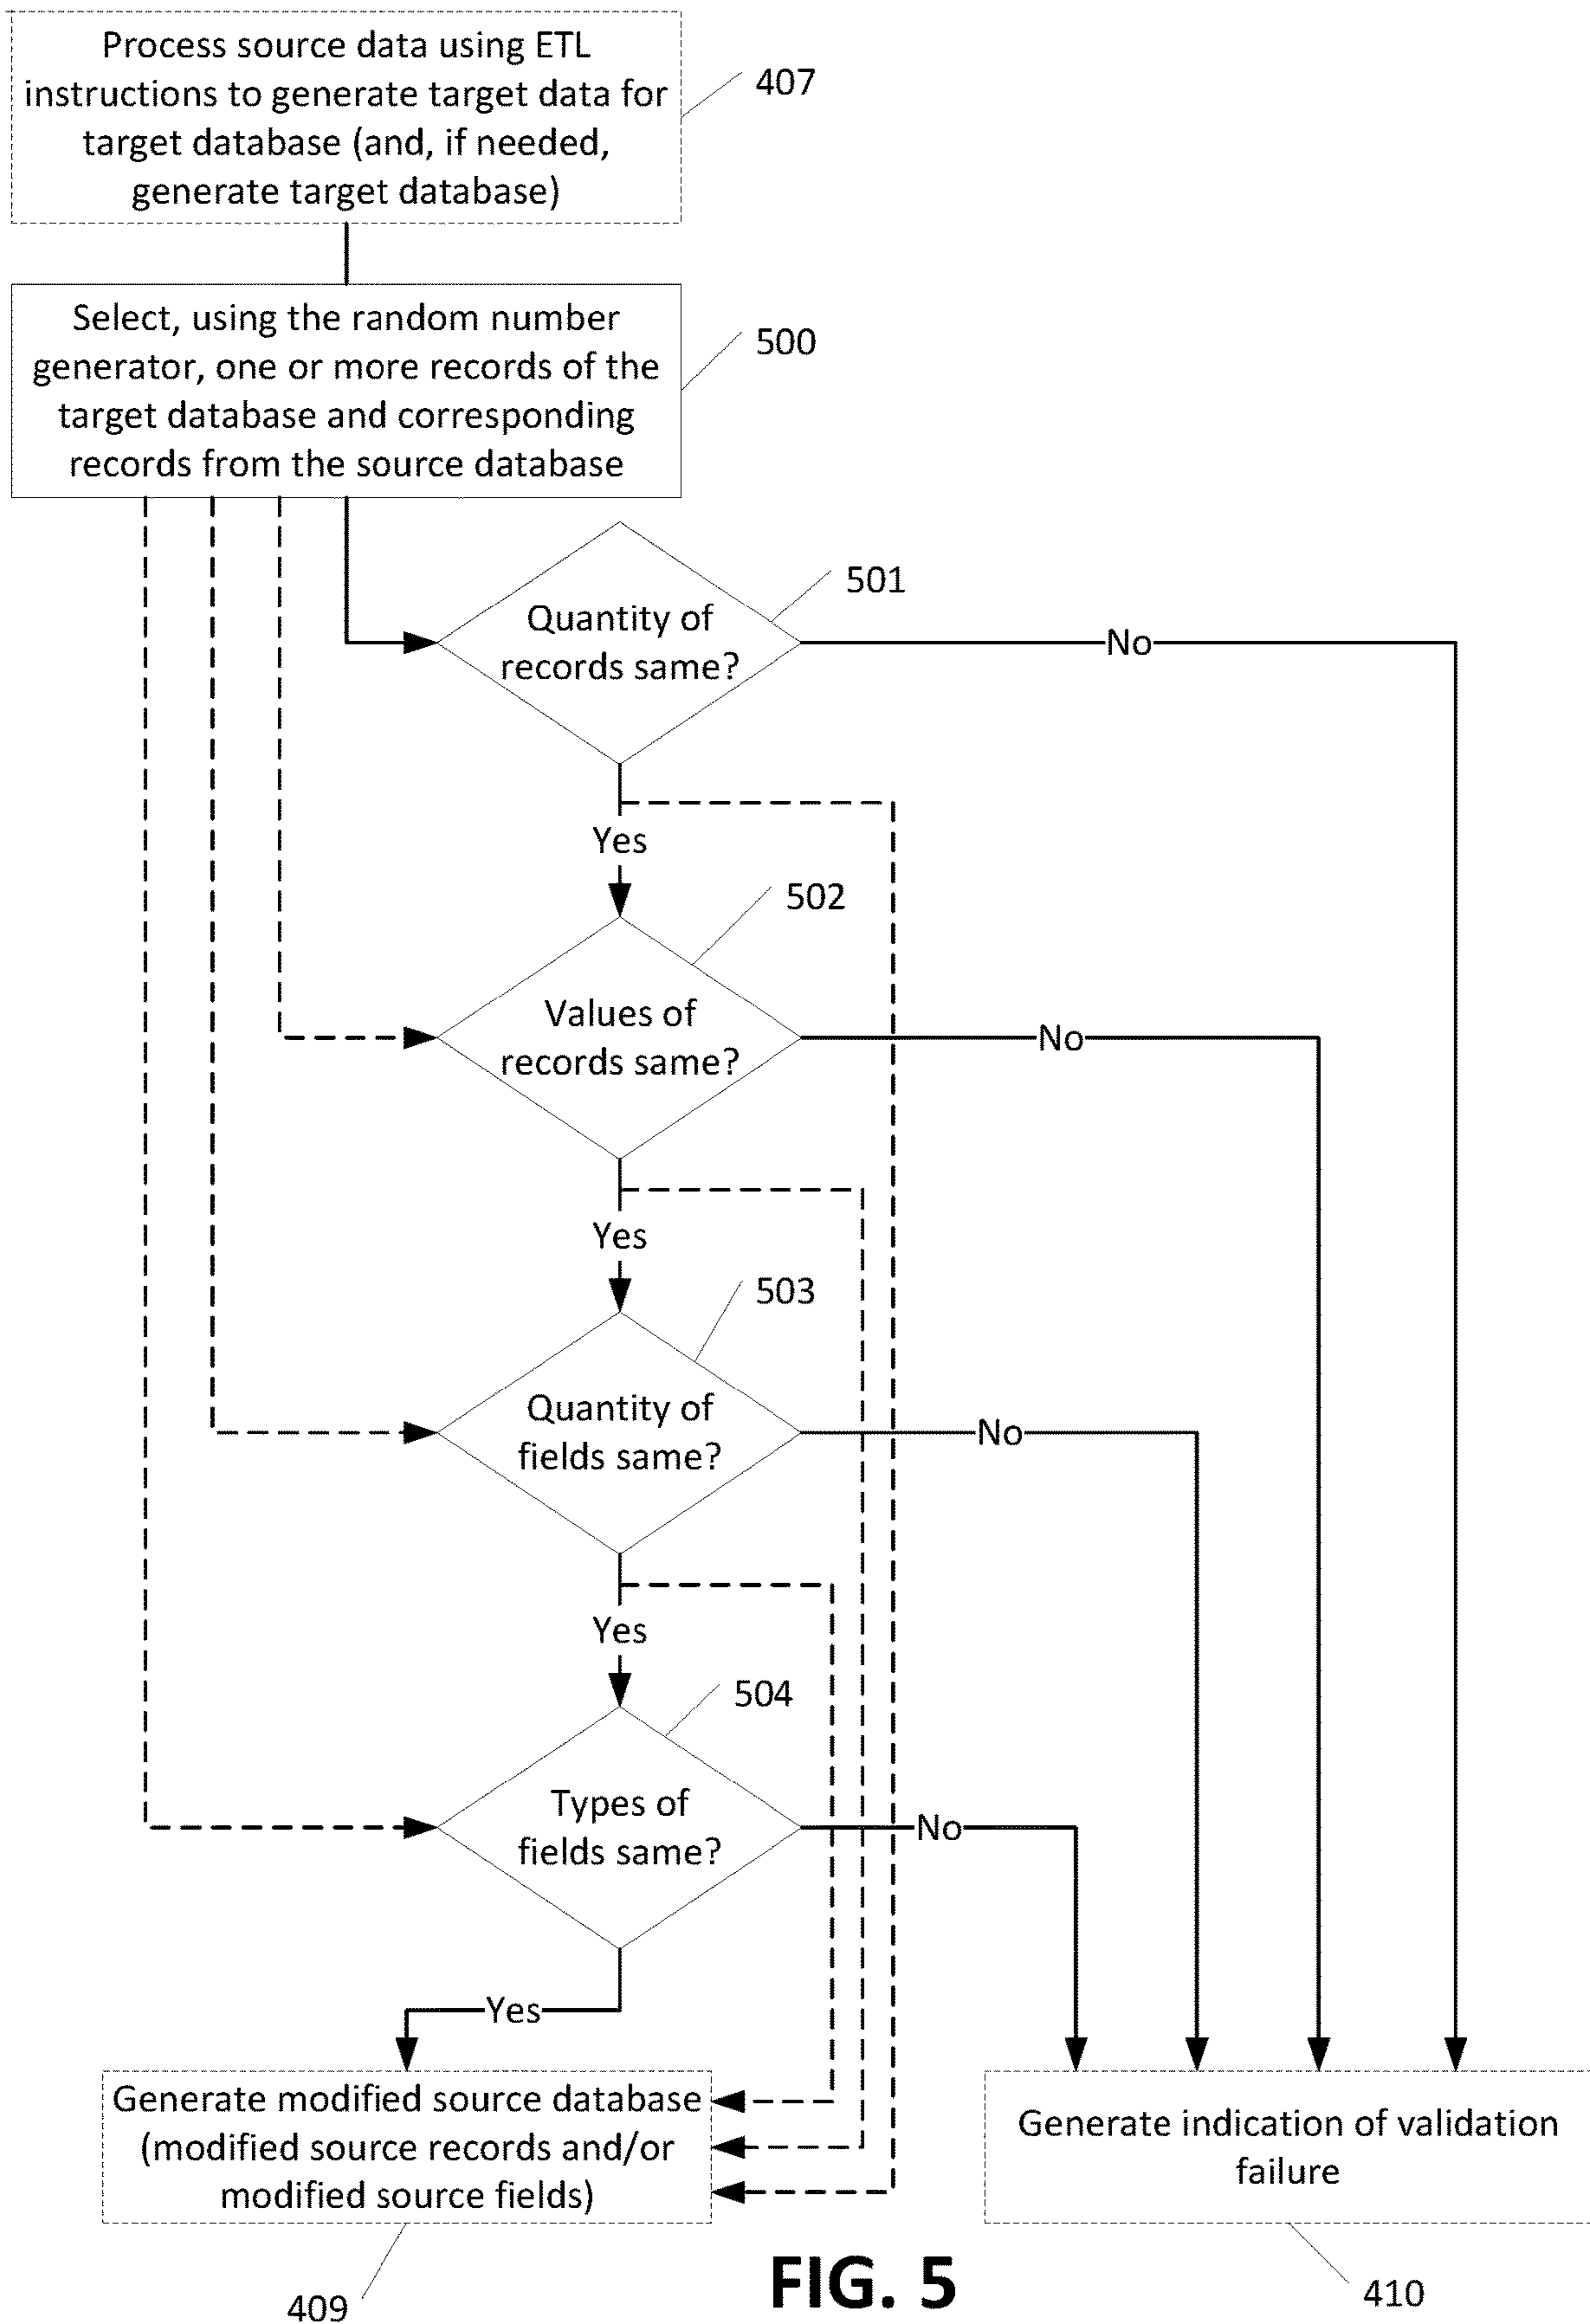 Process source data using ETL
instructions to generate target data for
target database (and, if needed,
generate target database)
407
Select, using the random number
generator, one or more records of the
target database and corresponding
records from the source database
500
501
Quantity of
records same?
No
Yes
502
Values of
records same?
No
Yes
503
Quantity of
fields same?
No
Yes
504
Types of
fields same?
No
Yes
Generate modified source database
(modified source records and/or
modified source fields)
Generate indication of validation
failure
FIG. 5
409
410